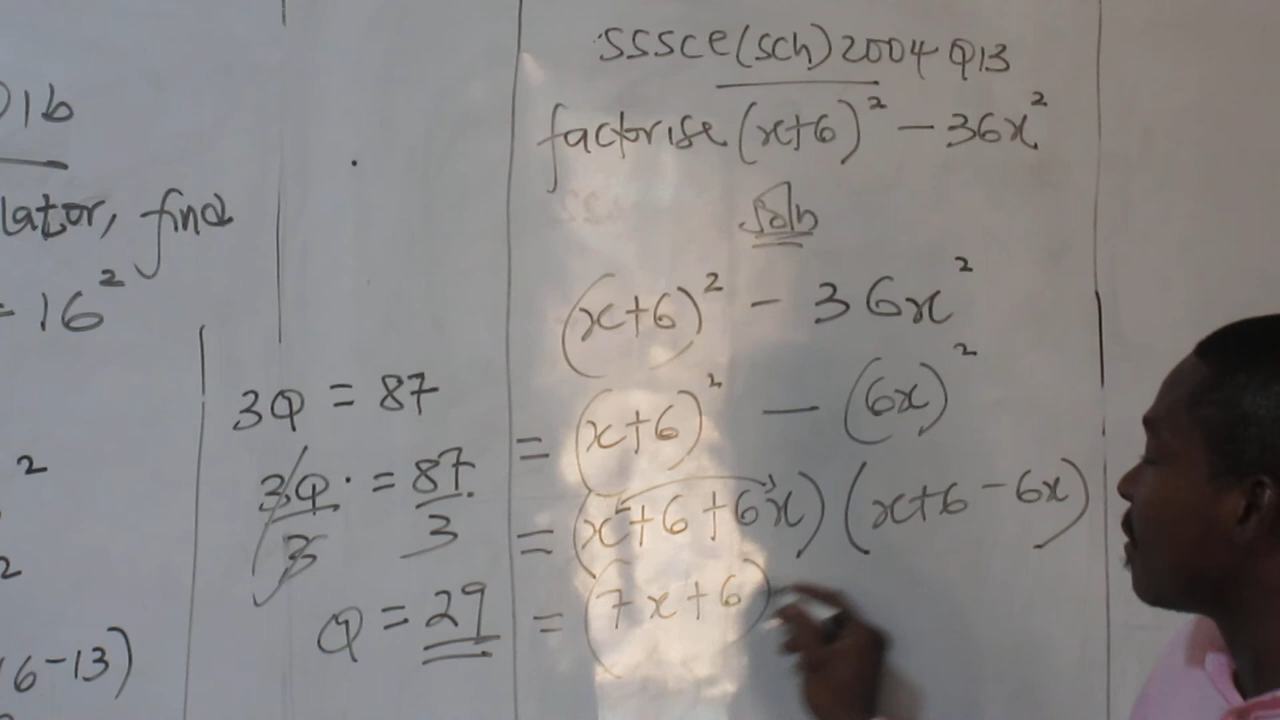 1b
lator, find
= 16²
2
2
6-13)
3Q = 87
3Q = 87
3 3
Q = 29
SSSCE(SCH)2004 Q13
factorise (x+6)² - 36x²
Soln
(x+6)² - 36x²
= (x+6)² - (6x)²
= (x+6+6x)(x+6-6x)
= (7x+6)